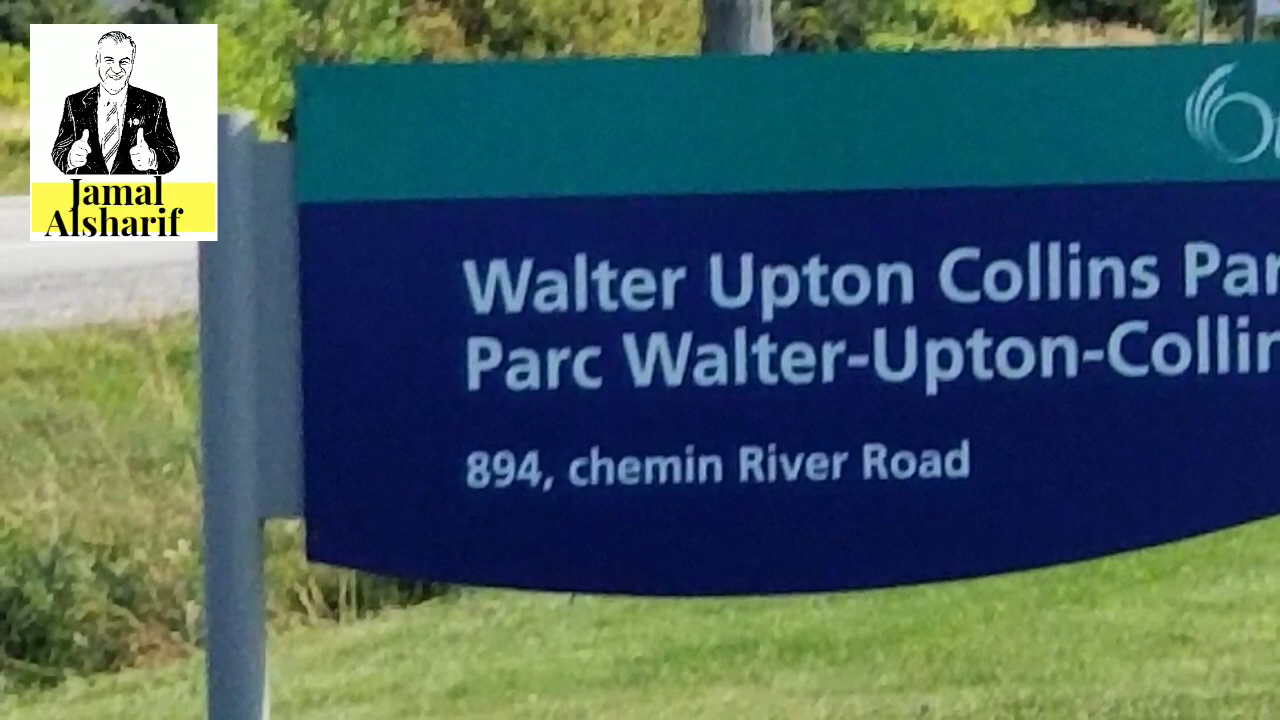 Jamal
Alsharif
Walter Upton Collins Par
Parc Walter-Upton-Collin
894, chemin River Road